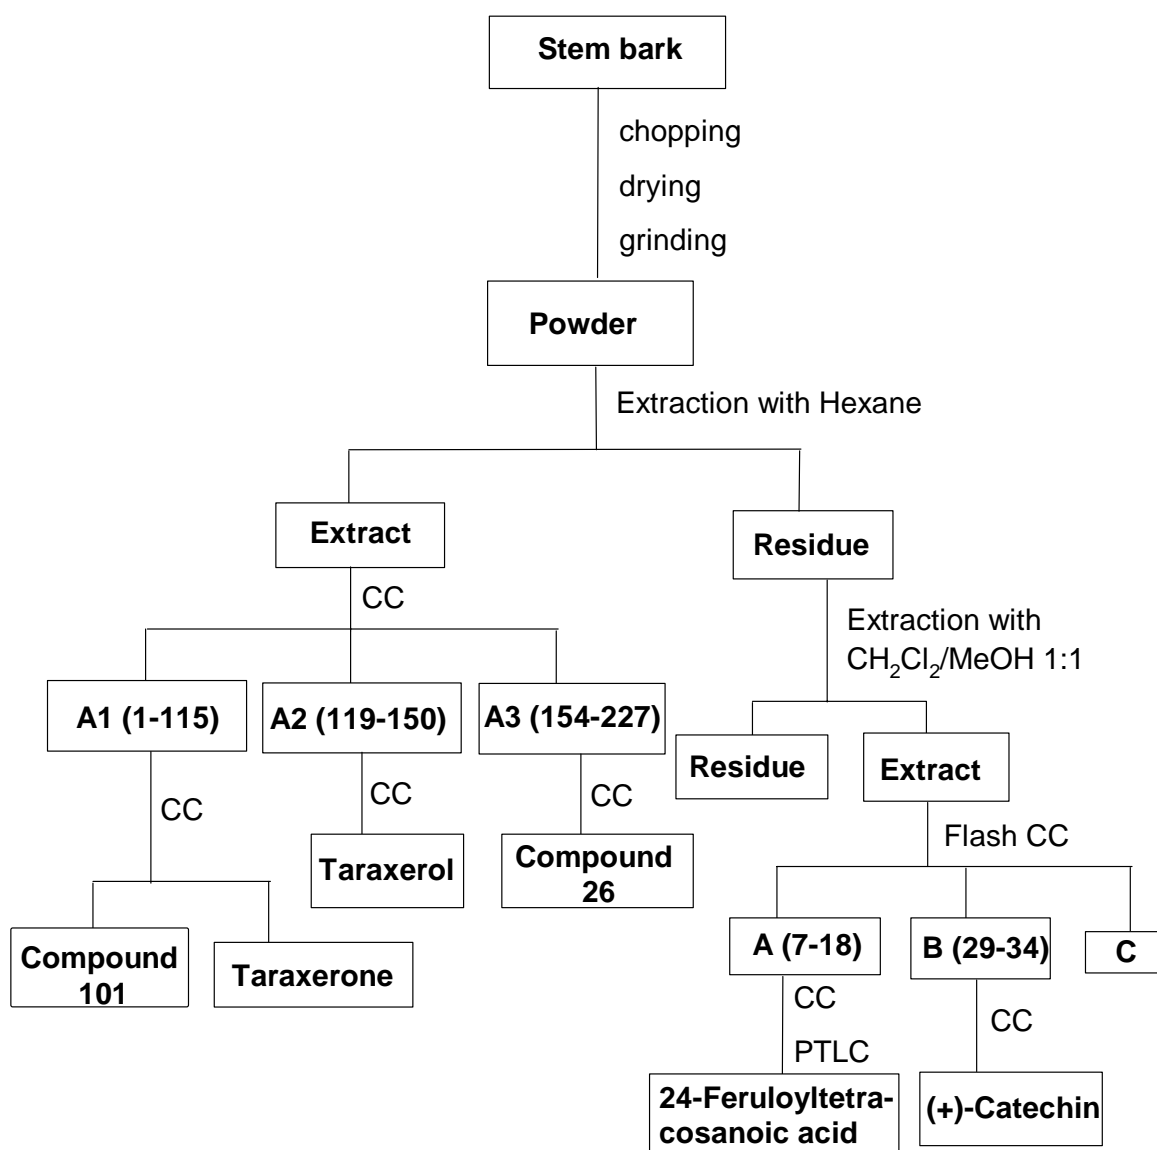 Stem bark
chopping
drying
grinding
Powder
Extraction with Hexane
Extract
Residue
CC
Extraction with
CH₂Cl₂/MeOH 1:1
A1 (1-115)
A2 (119-150)
A3 (154-227)
Residue
Extract
CC
CC
CC
Flash CC
Taraxerol
Compound
26
Compound
101
Taraxerone
A (7-18)
B (29-34)
C
CC
PTLC
CC
24-Feruloyltetra-
cosanoic acid
(+)-Catechin